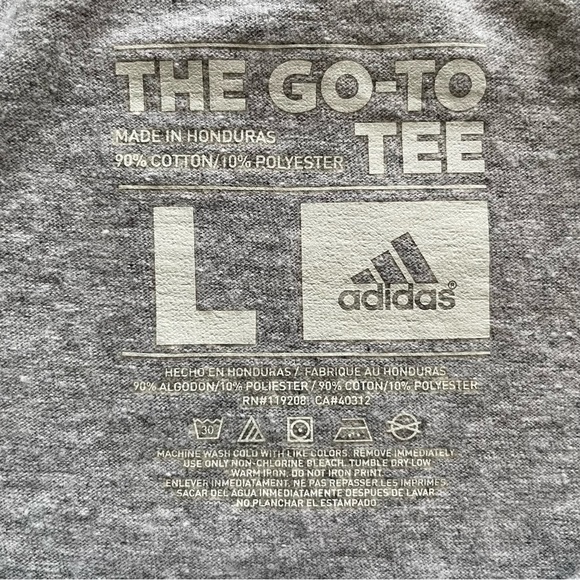 THE GO-TO
TEE
MADE IN HONDURAS
90% COTTON/10% POLYESTER
L
adidas®
HECHO EN HONDURAS / FABRIQUE AU HONDURAS
90% ALGODON/10% POLIESTER / 90% COTON/10% POLYESTER
RN#119208 CA#40312
30
MACHINE WASH COLD WITH LIKE COLORS. REMOVE IMMEDIATELY
USE ONLY NON-CHLORINE BLEACH. TUMBLE DRY LOW
WARM IRON. DO NOT IRON PRINT.
ENLEVER INMEDIATAMENT. NE PAS REPASSER LES IMPRIMES.
SACAR DEL AGUA INMEDIATAMENTE DESPUES DE LAVAR
NO PLANCHAR EL ESTAMPADO.